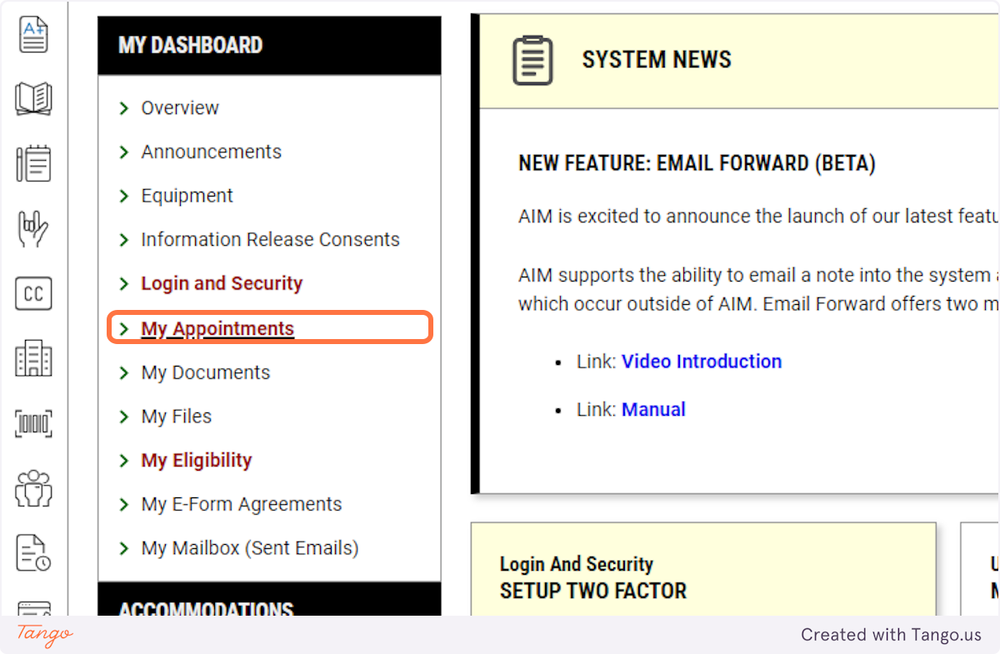 A+
CC
MY DASHBOARD
Overview
Announcements
Equipment
Information Release Consents
Login and Security
My Appointments
My Documents
My Files
My Eligibility
My E-Form Agreements
My Mailbox (Sent Emails)
ACCOMMODATIONS
SYSTEM NEWS
NEW FEATURE: EMAIL FORWARD (BETA)
AIM is excited to announce the launch of our latest featu
AIM supports the ability to email a note into the system
which occur outside of AIM. Email Forward offers two m
• Link: Video Introduction
• Link: Manual
Login And Security
SETUP TWO FACTOR
Tango
Created with Tango.us